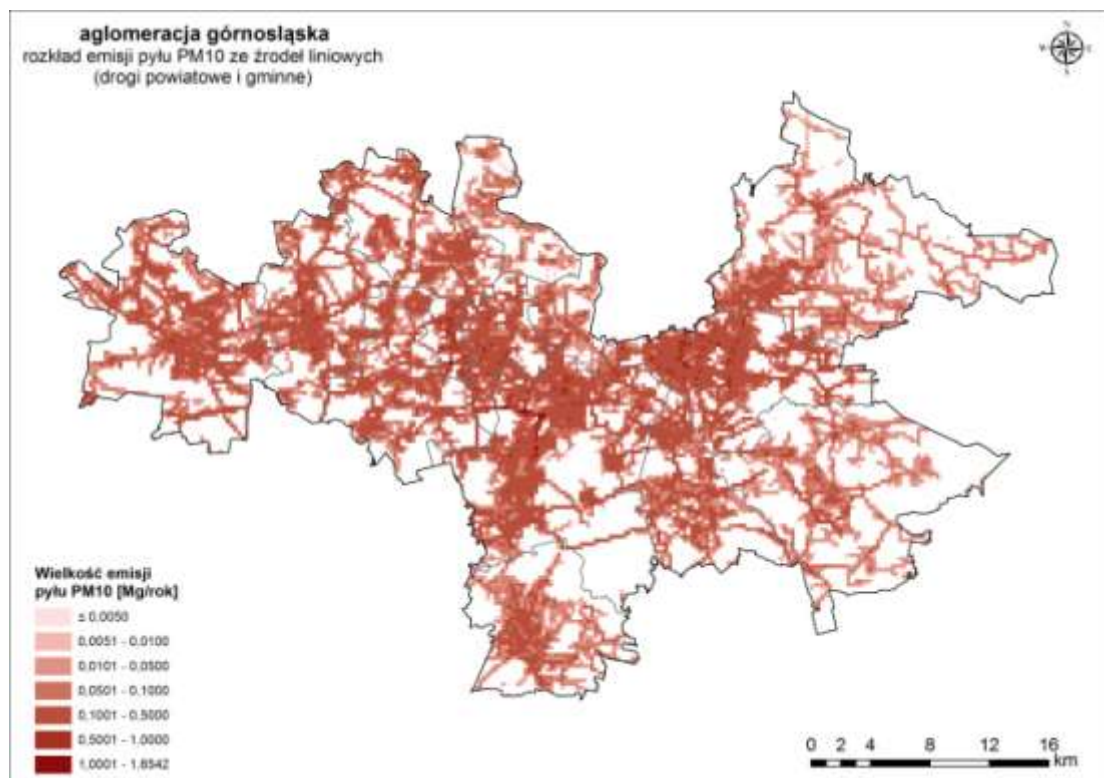 aglomeracja górnosląska
rozkład emisji pyłu PM10 ze źrodeł liniowych
(drogi powiatowe i gminne)
N
W E
S
Wielkość emisji
pyłu PM10 [Mg/rok]
≤ 0,0050
0,0051 - 0,0100
0,0101 - 0,0500
0,0501 - 0,1000
0,1001 - 0,5000
0,5001 - 1,0000
1,0001 - 1,6542
0 2 4 8 12 16
km